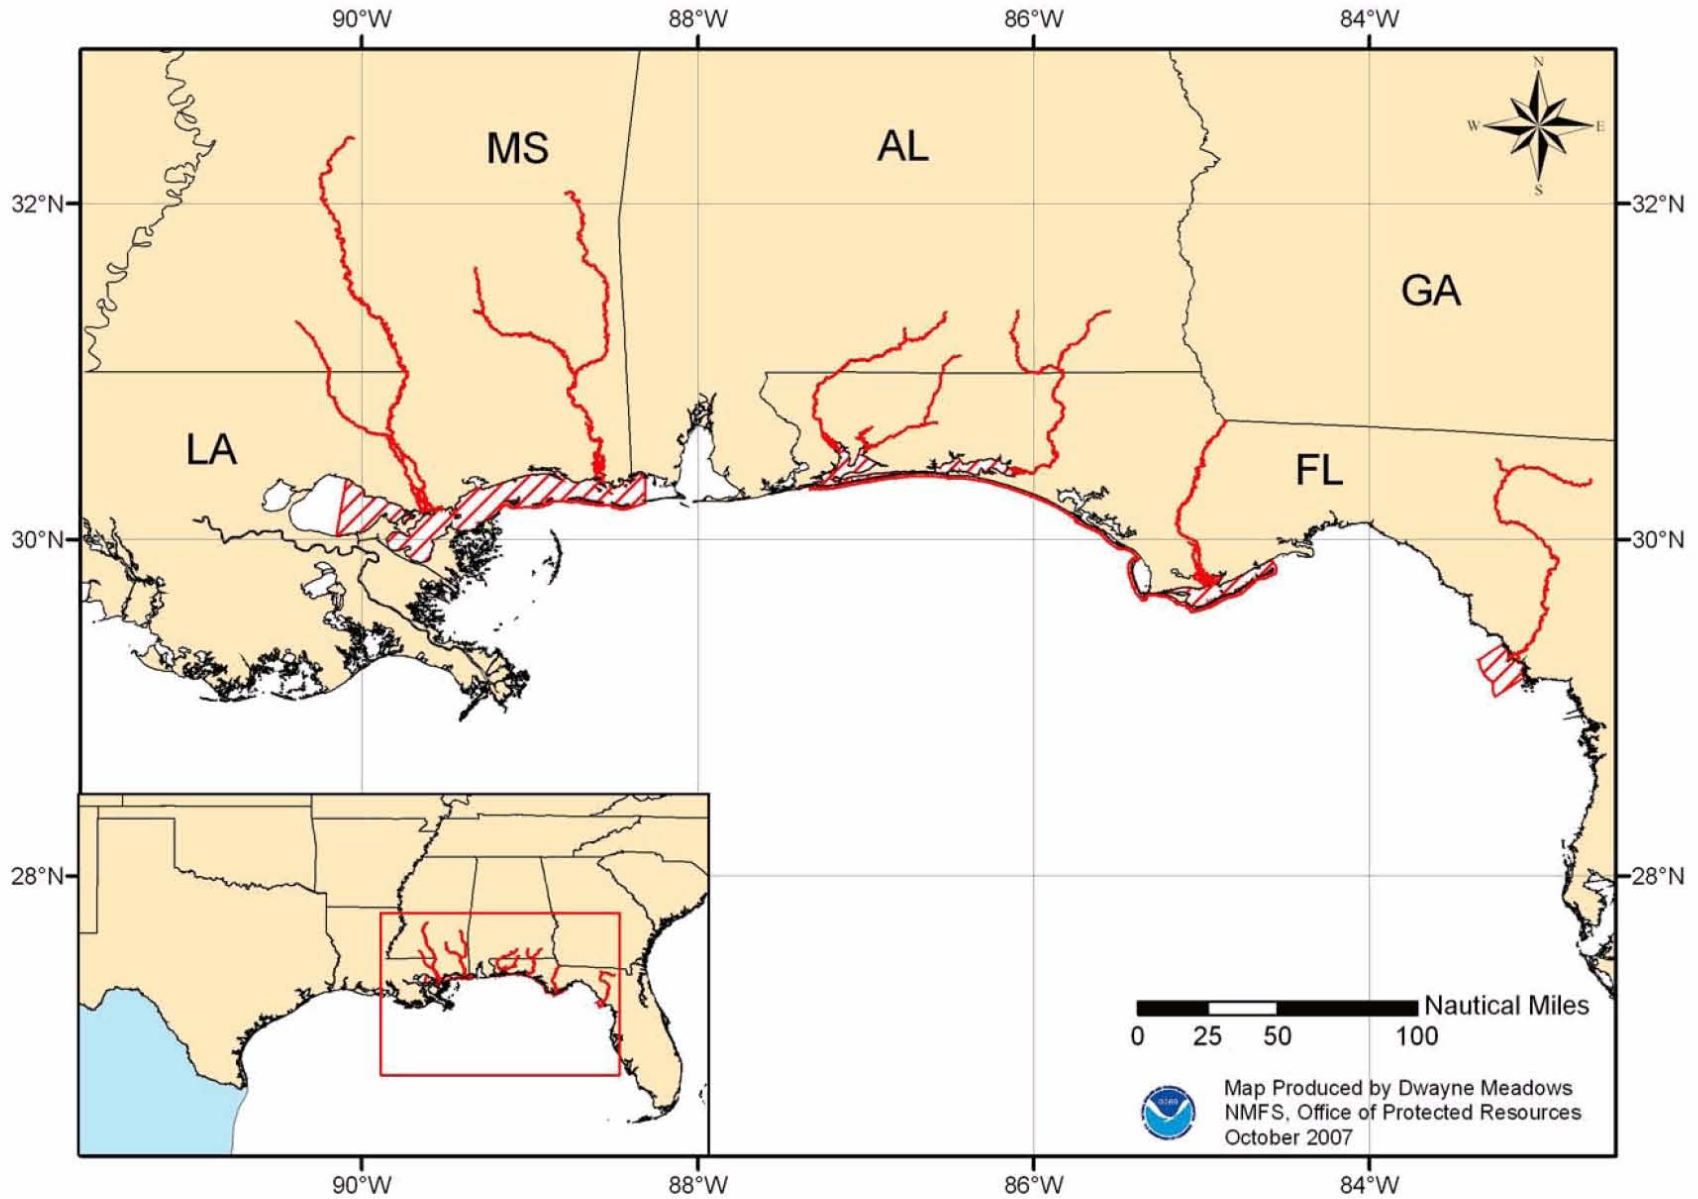 90°W 88°W 86°W 84°W
N
W E
S
MS AL
32°N 32°N
GA
LA FL
30°N 30°N
28°N 28°N
Nautical Miles
0 25 50 100
Map Produced by Dwayne Meadows
NMFS, Office of Protected Resources
October 2007
90°W 88°W 86°W 84°W